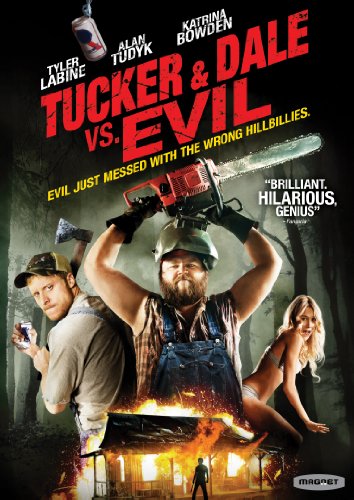 TYLER
LABINE
ALAN
TUDYK
KATRINA
BOWDEN
TUCKER & DALE
VS. EVIL
EVIL JUST MESSED WITH THE WRONG HILLBILLIES.
"BRILLIANT.
HILARIOUS,
GENIUS"
-Fangoria
MAGNET